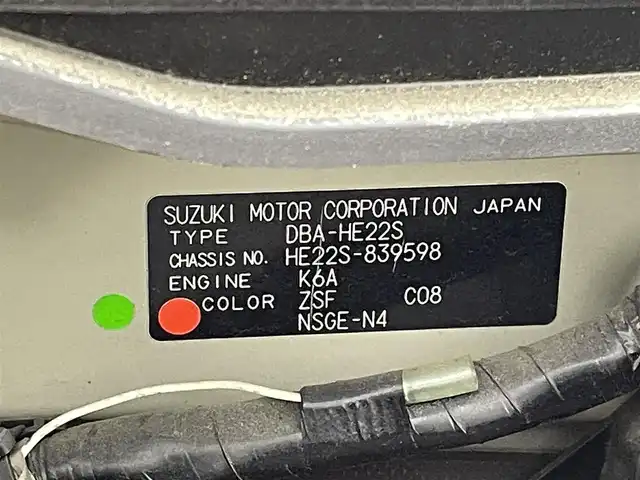 SUZUKI MOTOR CORPORATION JAPAN
TYPE DBA-HE22S
CHASSIS NO. HE22S-839598
ENGINE K6A
COLOR ZSF C08
NSGE-N4